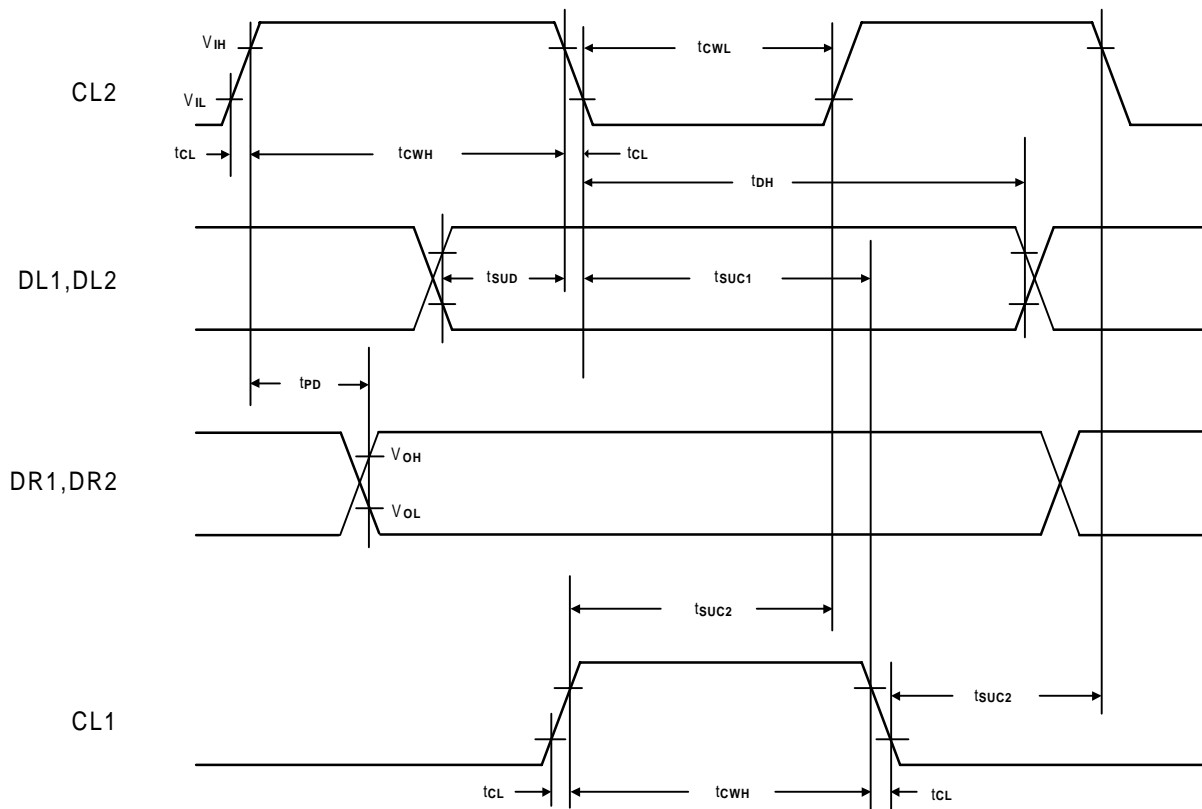 VIH
tCWL
CL2
VIL
tCL
tCWH
tCL
tDH
DL1,DL2
tSUD
tSUC1
tPD
VOH
DR1,DR2
VOL
tSUC2
tSUC2
CL1
tCL
tCWH
tCL